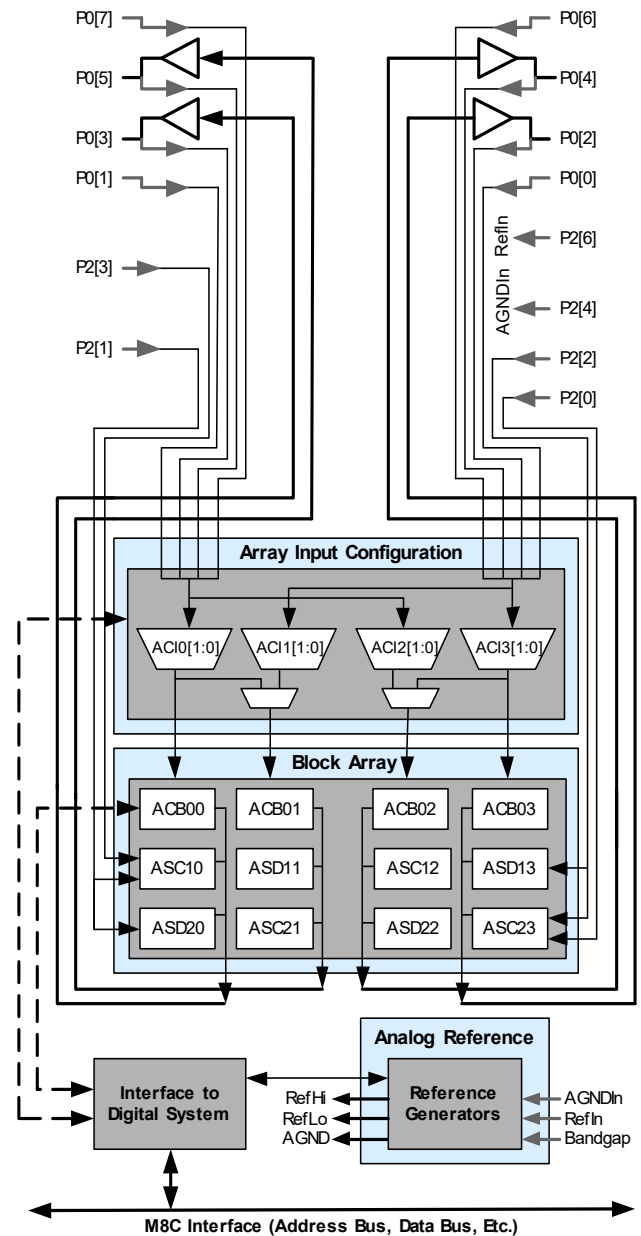 P0[7]
P0[6]
P0[5]
P0[4]
P0[3]
P0[2]
P0[1]
P0[0]
P2[6]
RefIn
P2[3]
AGNDIn
P2[4]
P2[1]
P2[2]
P2[0]
Array Input Configuration
ACI0[1:0] ACI1[1:0] ACI2[1:0] ACI3[1:0]
Block Array
ACB00 ACB01 ACB02 ACB03
ASC10 ASD11 ASC12 ASD13
ASD20 ASC21 ASD22 ASC23
Analog Reference
Interface to
Digital System
RefHi
RefLo
AGND
Reference
Generators
AGNDIn
RefIn
Bandgap
M8C Interface (Address Bus, Data Bus, Etc.)